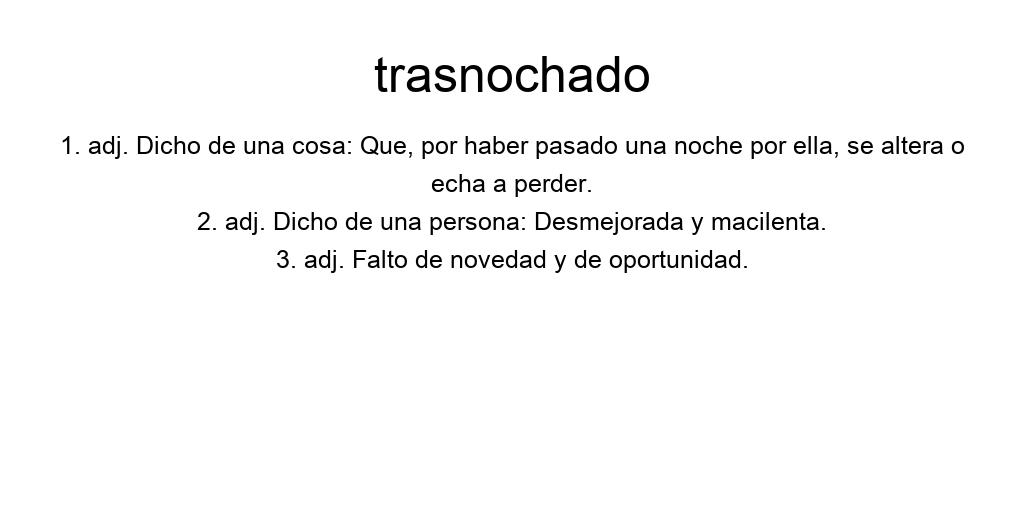 trasnochado
1. adj. Dicho de una cosa: Que, por haber pasado una noche por ella, se altera o
echa a perder.
2. adj. Dicho de una persona: Desmejorada y macilenta.
3. adj. Falto de novedad y de oportunidad.